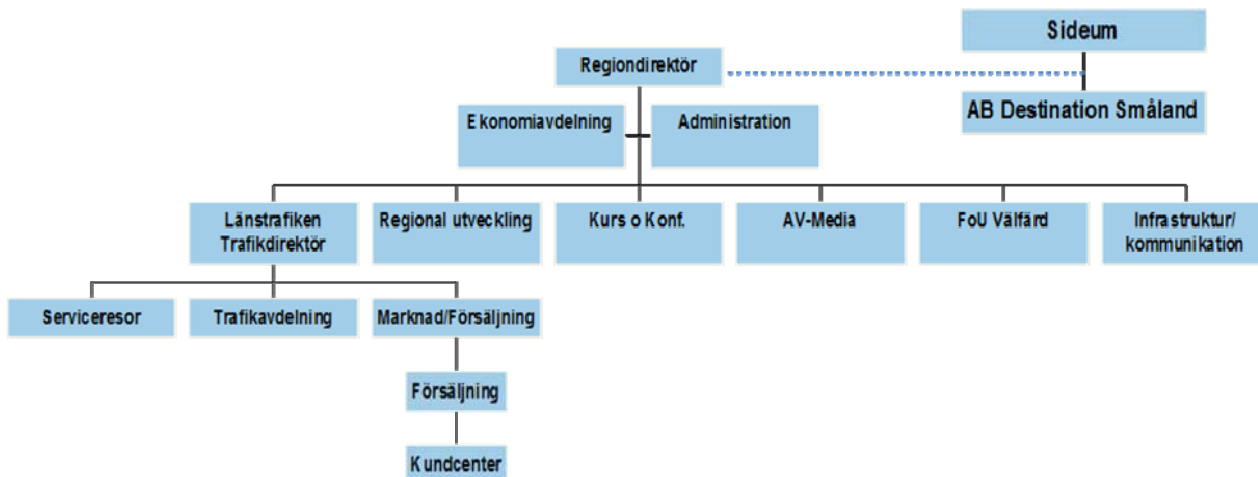 Sideum
Regiondirektör
AB Destination Småland
Ekonomiavdelning
Administration
Länstrafiken
Trafikdirektör
Regional utveckling
Kurs o Konf.
AV-Media
FoU Välfärd
Infrastruktur/
kommunikation
Serviceresor
Trafikavdelning
Marknad/Försäljning
Försäljning
Kundcenter